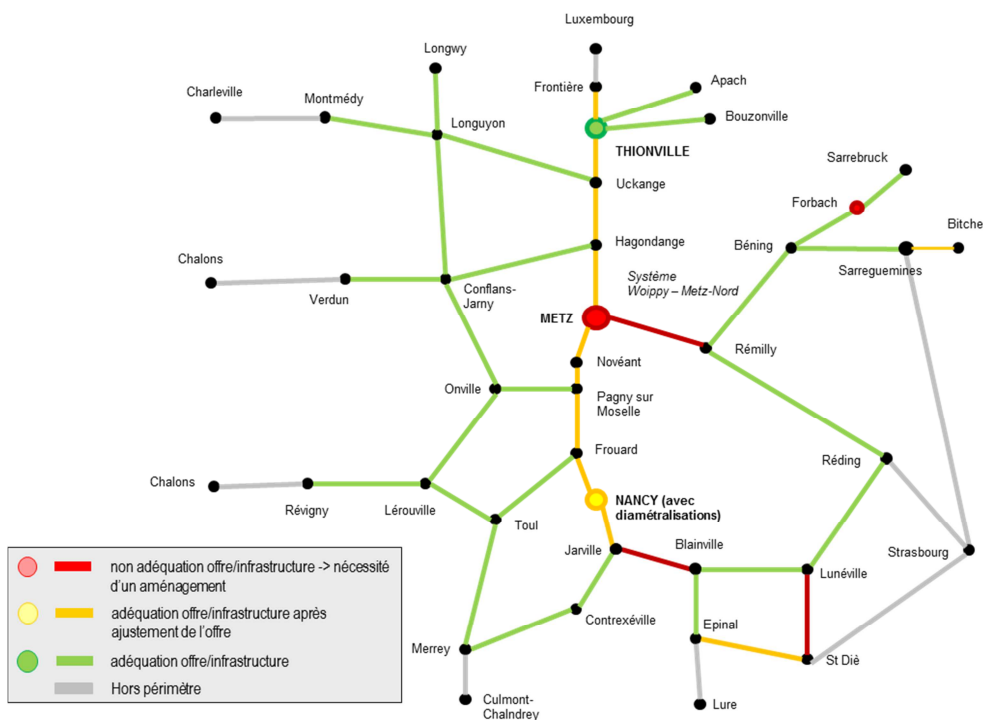 Luxembourg
Longwy
Frontière
Apach
Charleville
Montmédy
Longuyon
Bouzonville
THIONVILLE
Sarrebruck
Uckange
Forbach
Bitche
Hagondange
Béning
Chalons
Sarreguemines
Système
Woippy – Metz-Nord
Verdun
Conflans-
Jarny
METZ
Rémilly
Novéant
Onville
Pagny sur
Moselle
Frouard
Réding
Chalons
NANCY (avec
diamétralisations)
Révigny
Lérouville
Toul
Jarville
Blainville
Strasbourg
Lunéville
non adéquation offre/infrastructure -> nécessité
d'un aménagement
adéquation offre/infrastructure après
ajustement de l'offre
adéquation offre/infrastructure
Hors périmètre
Contrexéville
Epinal
Merrey
St Diè
Culmont-
Chalndrey
Lure